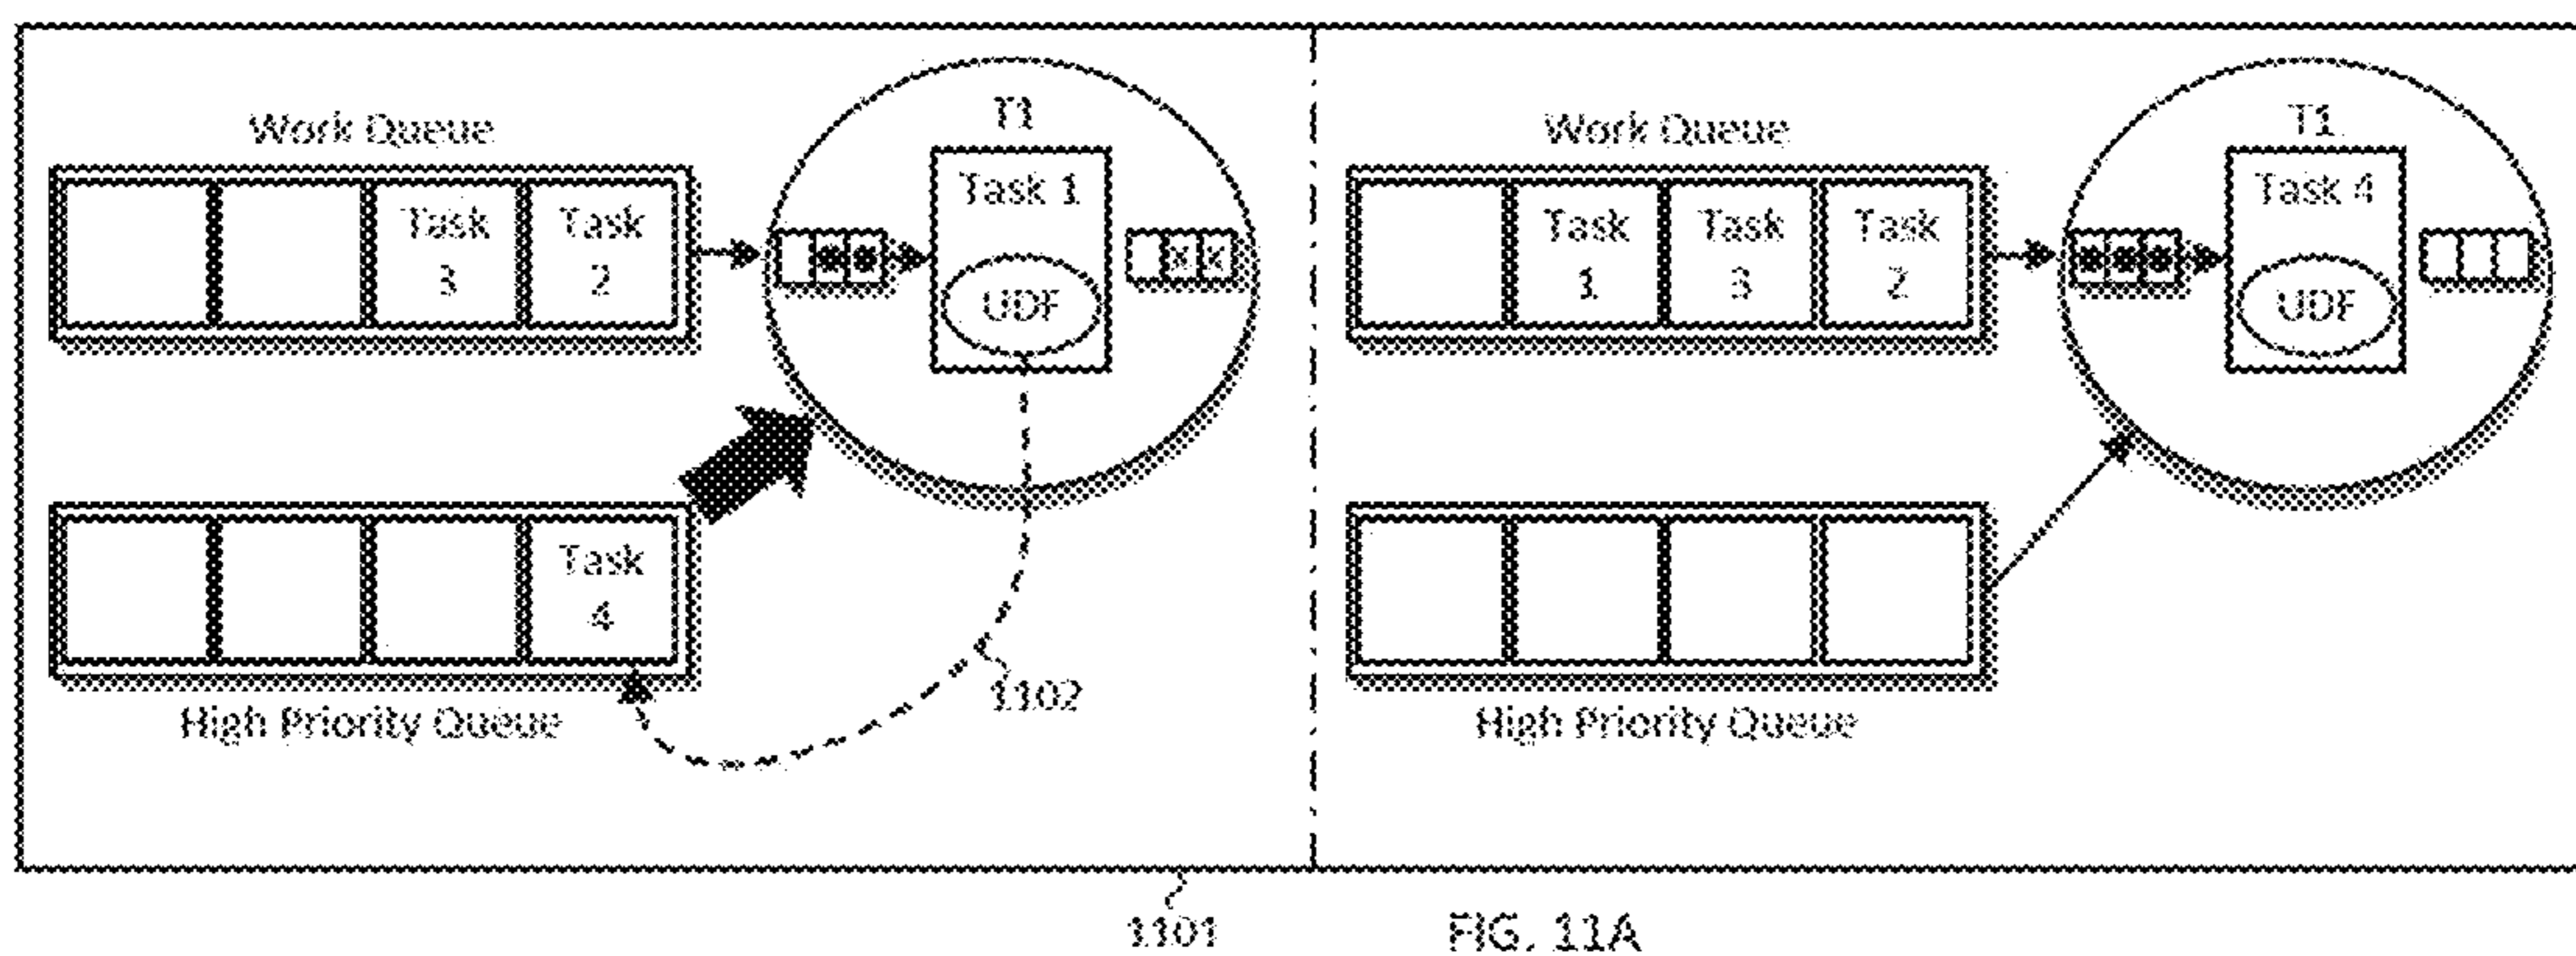 Work Queue
Task
3
Task
2
T1
Task 1
UDF
X X
Task
4
High Priority Queue
1102
Work Queue
Task
1
Task
3
Task
2
T1
Task 4
UDF
High Priority Queue
1101
FIG. 11A